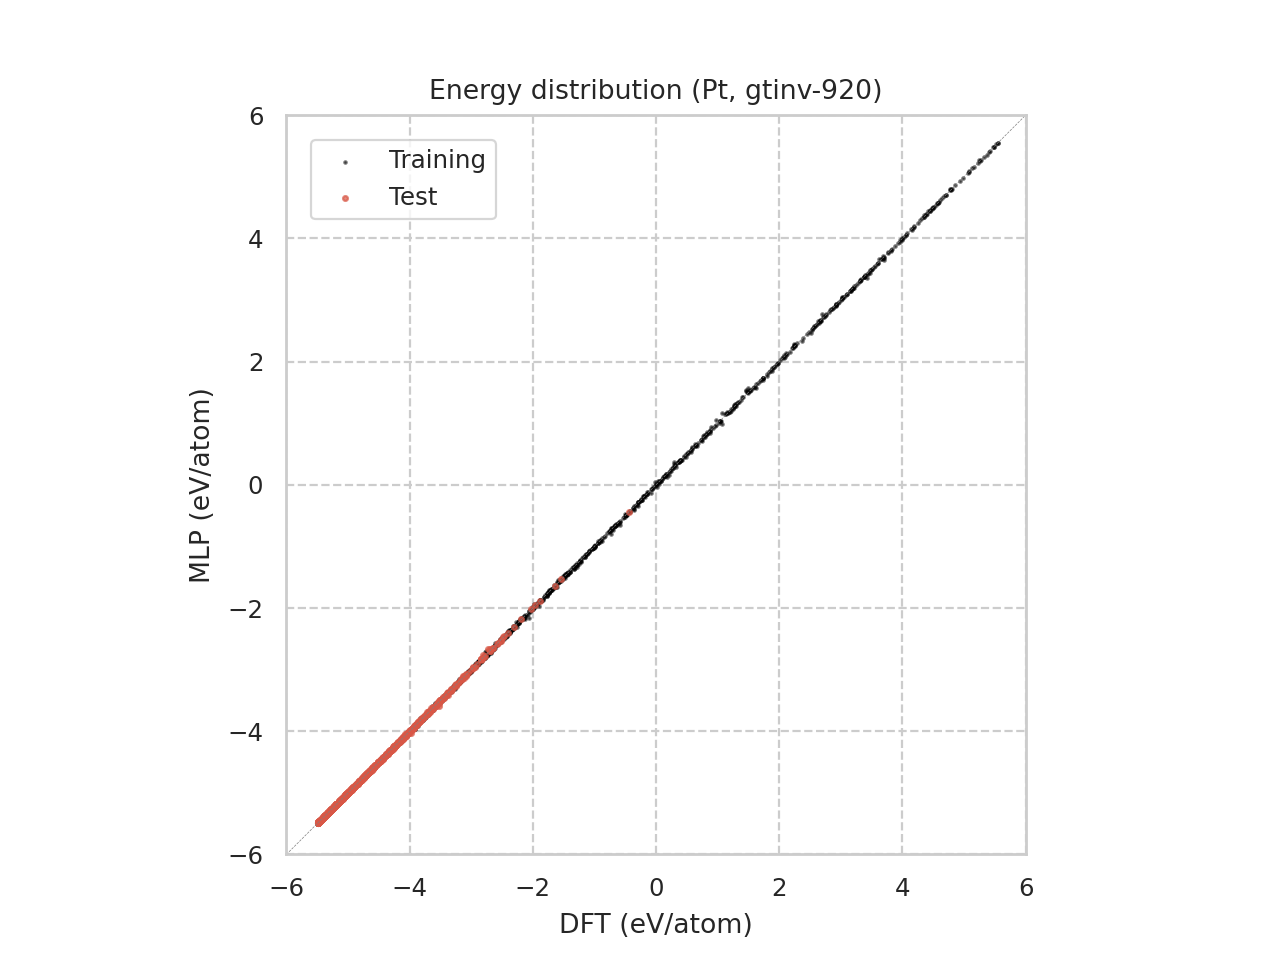 Energy distribution (Pt, gtinv-920)
Training
Test
6
4
2
0
−2
−4
−6
MLP (eV/atom)
−6 −4 −2 0 2 4 6
DFT (eV/atom)